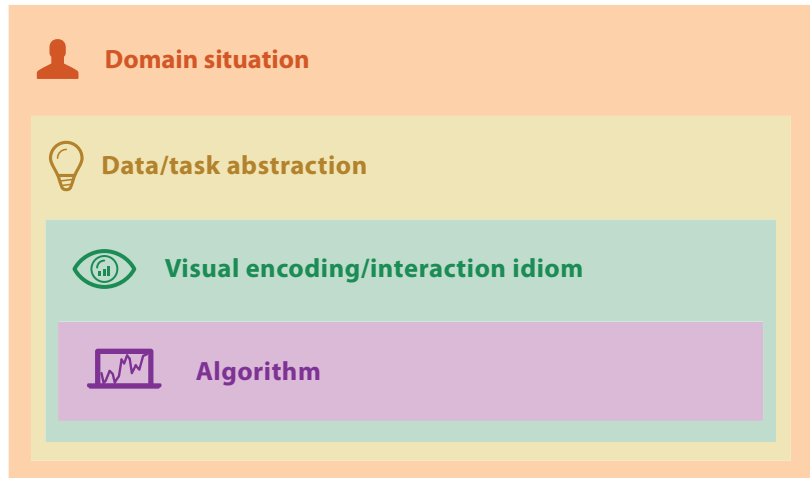 Domain situation
Data/task abstraction
Visual encoding/interaction idiom
Algorithm